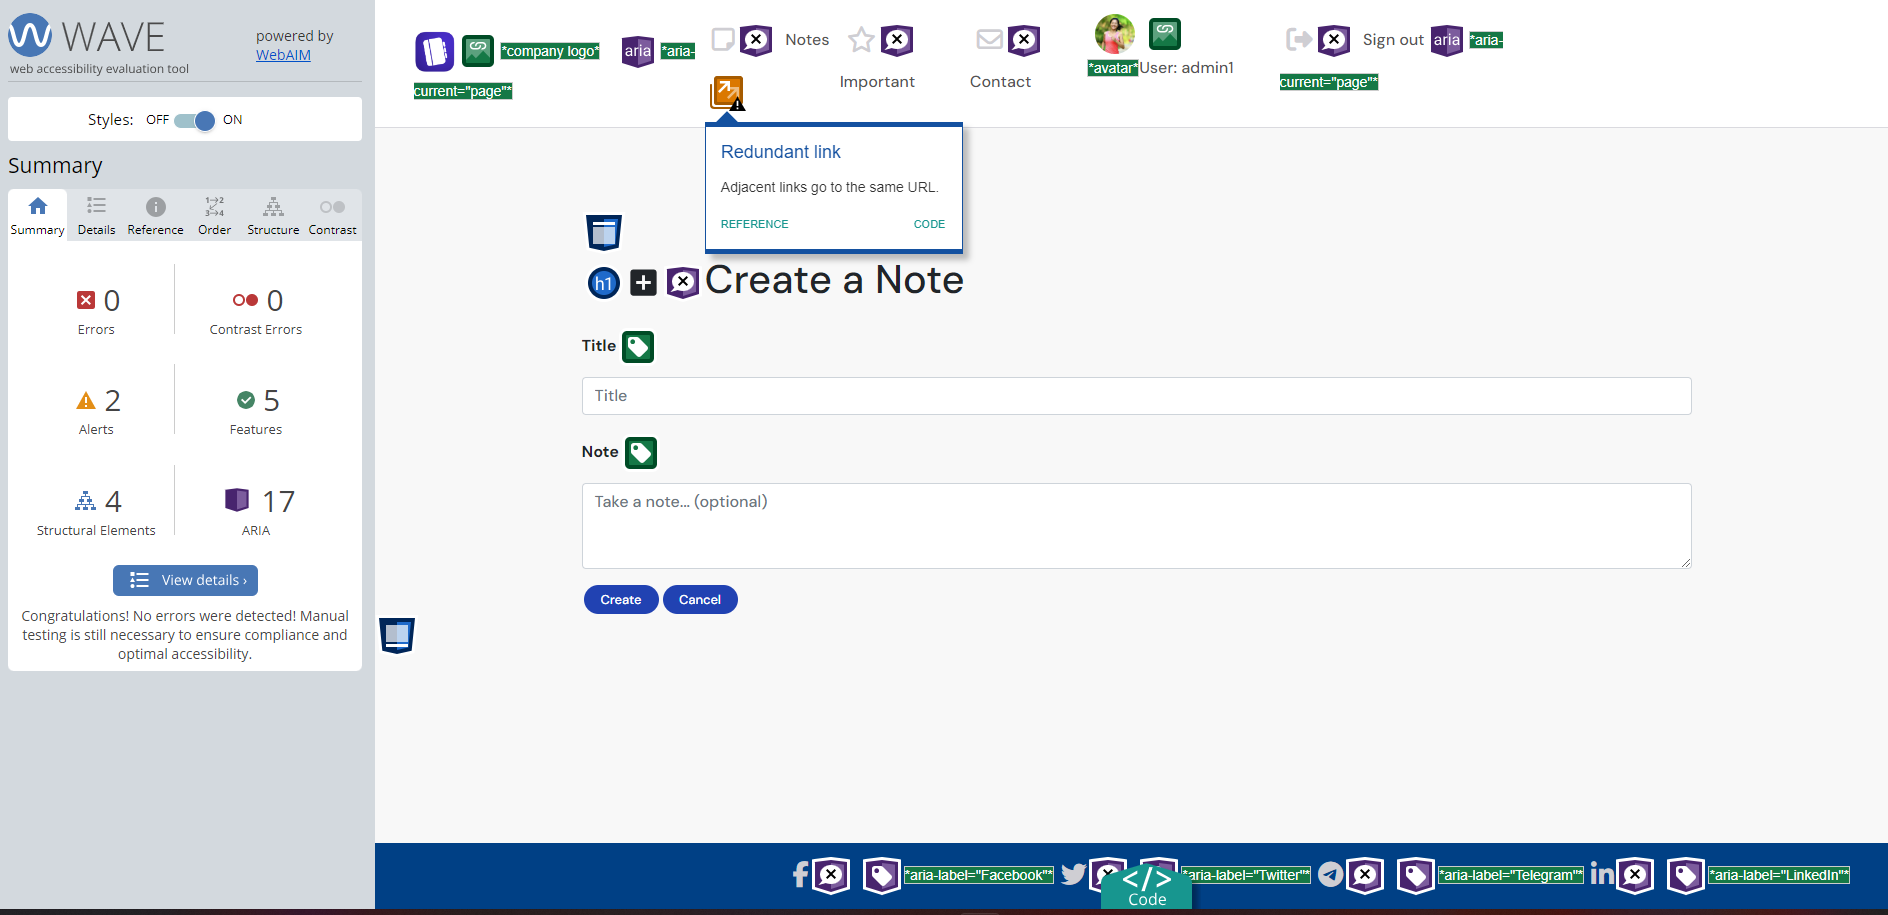 WAVE
web accessibility evaluation tool
powered by
WebAIM
Styles: OFF ON
Summary
Summary Details Reference Order Structure Contrast
0 0
Errors Contrast Errors
2 5
Alerts Features
4 17
Structural Elements ARIA
View details ›
Congratulations! No errors were detected! Manual
testing is still necessary to ensure compliance and
optimal accessibility.
*company logo* aria *aria-
current="page"*
Notes
Important
Contact
*avatar* User: admin1
Sign out aria *aria-
current="page"*
Redundant link
Adjacent links go to the same URL.
REFERENCE CODE
h1 Create a Note
Title
Title
Note
Take a note... (optional)
Create Cancel
*aria-label="Facebook"* *aria-label="Twitter"* *aria-label="Telegram"* *aria-label="LinkedIn"*
</> Code